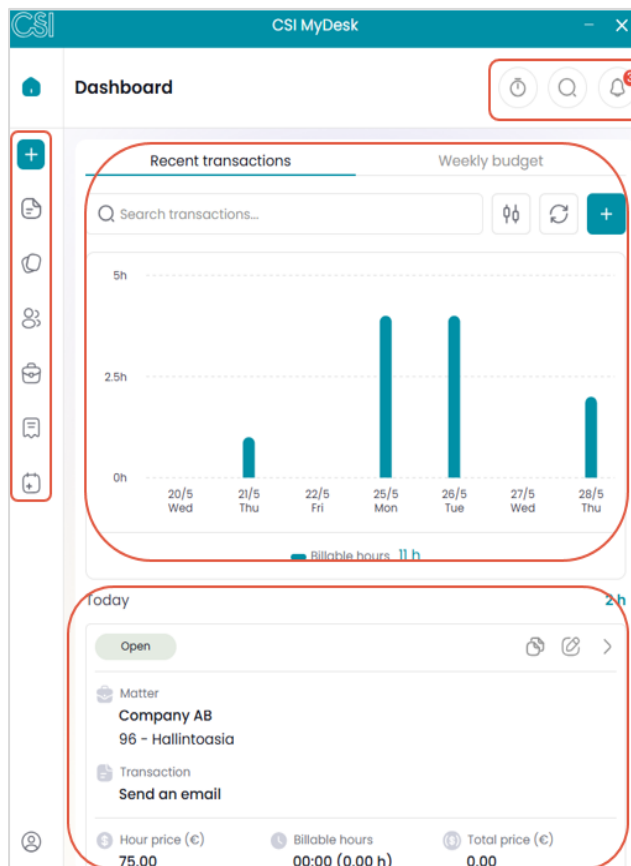 CSI
CSI MyDesk
Dashboard
3
Recent transactions
Weekly budget
Search transactions...
5h
2.5h
0h
20/5 21/5 22/5 25/5 26/5 27/5 28/5
Wed Thu Fri Mon Tue Wed Thu
Billable hours 11 h
Today 2 h
Open
Matter
Company AB
96 - Hallintoasia
Transaction
Send an email
Hour price (€) Billable hours Total price (€)
75.00 00:00 (0.00 h) 0.00